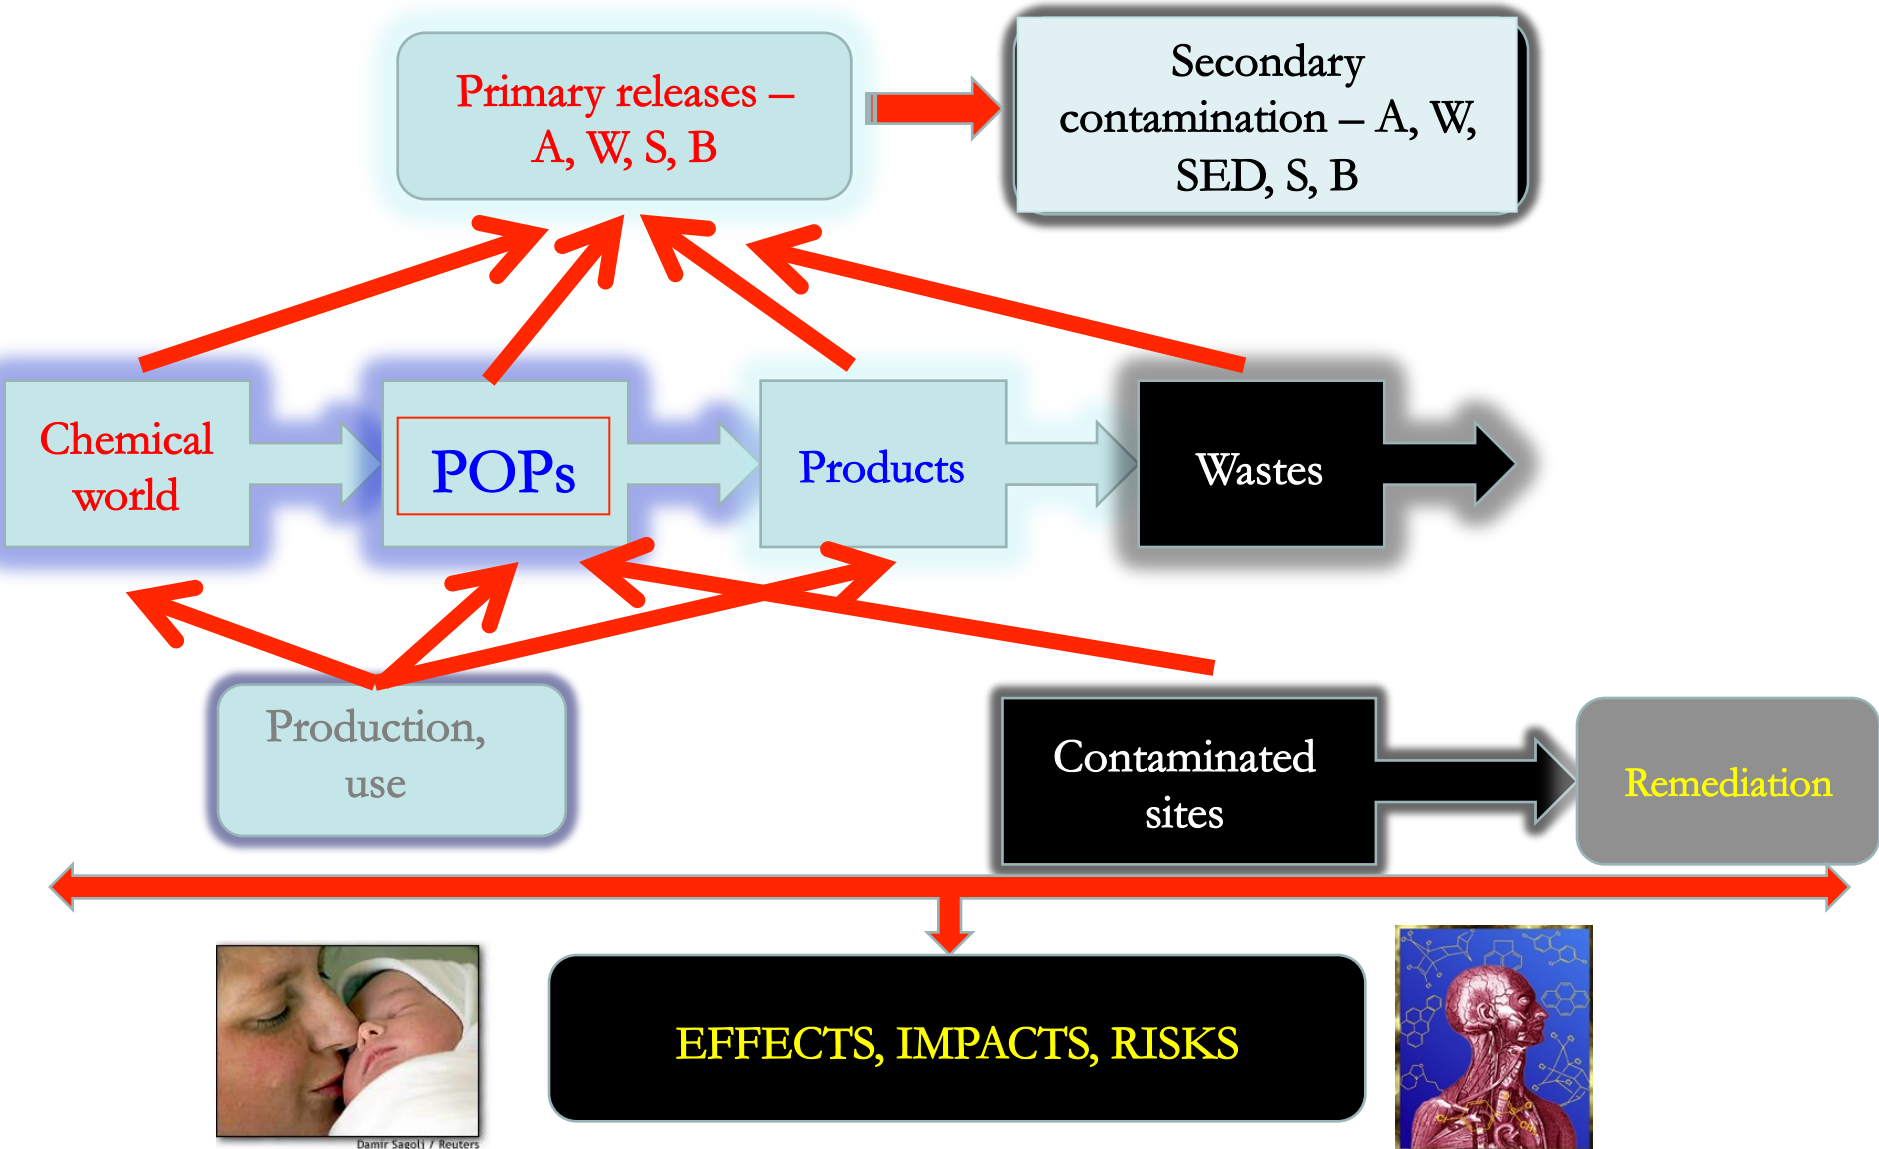 Primary releases –
A, W, S, B
Secondary
contamination – A, W,
SED, S, B
Chemical
world
POPs
Products
Wastes
Production,
use
Contaminated
sites
Remediation
EFFECTS, IMPACTS, RISKS
Damir Sagolj / Reuters